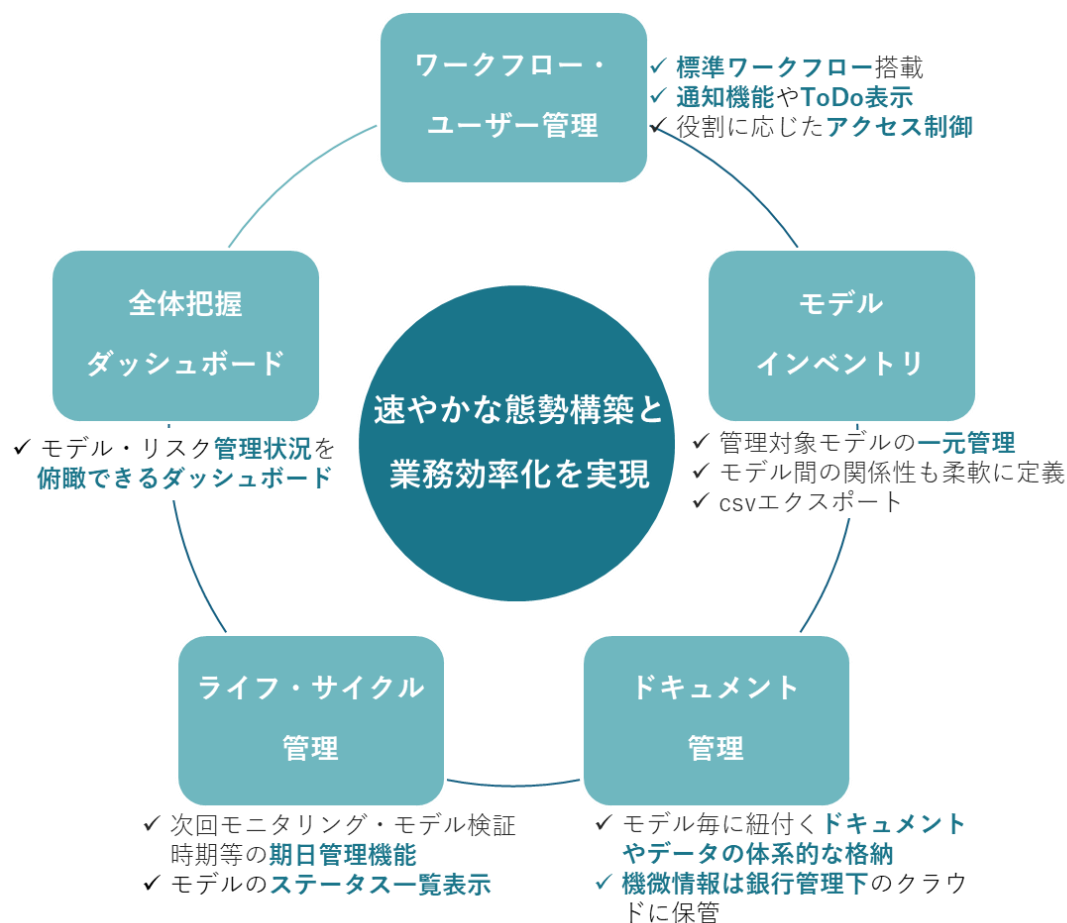 ワークフロー・
ユーザー管理
✓ 標準ワークフロー搭載
✓ 通知機能やToDo表示
✓ 役割に応じたアクセス制御
全体把握
ダッシュボード
✓ モデル・リスク管理状況を
俯瞰できるダッシュボード
速やかな態勢構築と
業務効率化を実現
モデル
インベントリ
✓ 管理対象モデルの一元管理
✓ モデル間の関係性も柔軟に定義
✓ csvエクスポート
ライフ・サイクル
管理
✓ 次回モニタリング・モデル検証
時期等の期日管理機能
✓ モデルのステータス一覧表示
ドキュメント
管理
✓ モデル毎に紐付くドキュメント
やデータの体系的な格納
✓ 機微情報は銀行管理下のクラウ
ドに保管